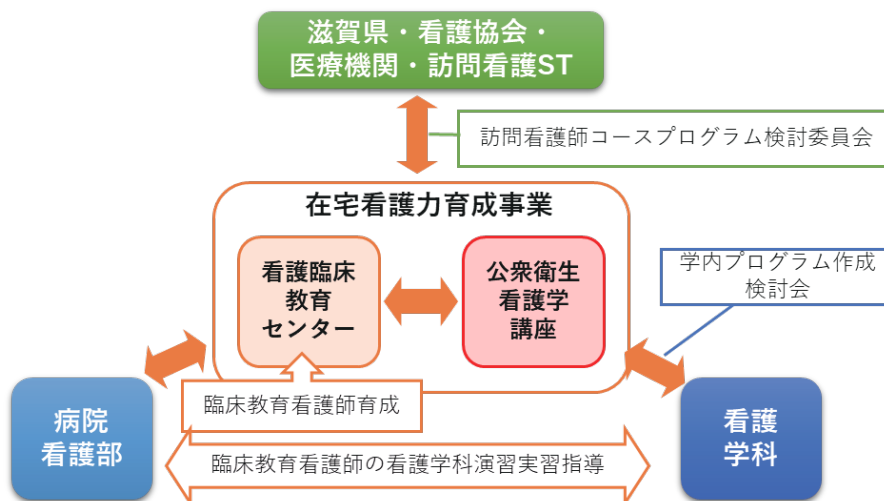 滋賀県・看護協会・
医療機関・訪問看護ST
訪問看護師コースプログラム検討委員会
在宅看護力育成事業
看護臨床
教育
センター
公衆衛生
看護学
講座
学内プログラム作成
検討会
臨床教育看護師育成
病院
看護部
臨床教育看護師の看護学科演習実習指導
看護
学科